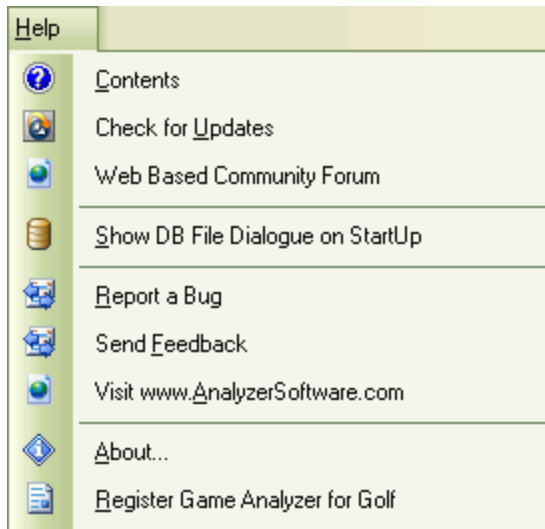 Help
Contents
Check for Updates
Web Based Community Forum
Show DB File Dialogue on StartUp
Report a Bug
Send Feedback
Visit www.AnalyzerSoftware.com
About...
Register Game Analyzer for Golf